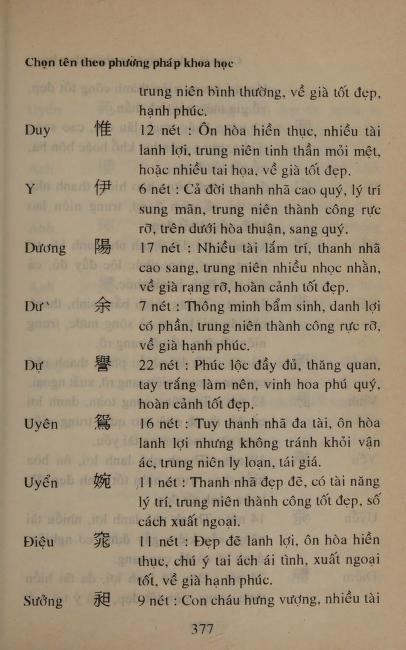 Chọn tên theo phương pháp khoa học
trung niên bình thường, về già tốt đẹp,
hạnh phúc.
Duy 惟 12 nét : Ôn hòa hiền thục, nhiều tài
lanh lợi, trung niên tinh thần mỏi mệt,
hoặc nhiều tai họa, về già tốt đẹp.
Y 伊 6 nét : Cả đời thanh nhã cao quý, lý trí
sung mãn, trung niên thành công rực
rỡ, trên dưới hòa thuận, sang quý.
Dương 陽 17 nét : Nhiều tài lắm trí, thanh nhã
cao sang, trung niên nhiều nhọc nhằn,
về già rạng rỡ, hoàn cảnh tốt đẹp.
Dư 余 7 nét : Thông minh bẩm sinh, danh lợi
có phần, trung niên thành công rực rỡ,
về già hạnh phúc.
Dự 譽 22 nét : Phúc lộc đầy đủ, thăng quan,
tay trắng làm nên, vinh hoa phú quý,
hoàn cảnh tốt đẹp.
Uyên 鴛 16 nét : Tuy thanh nhã đa tài, ôn hòa
lanh lợi nhưng không tránh khỏi vận
ác, trung niên ly loạn, tái giá.
Uyển 婉 11 nét : Thanh nhã đẹp đẽ, có tài năng
lý trí, trung niên thành công tốt đẹp, số
cách xuất ngoại.
Điệu 窕 11 nét : Đẹp đẽ lanh lợi, ôn hòa hiền
thục, chú ý tai ách ái tình, xuất ngoại
tốt, về già hạnh phúc.
Sưởng 昶 9 nét : Con cháu hưng vượng, nhiều tài
377